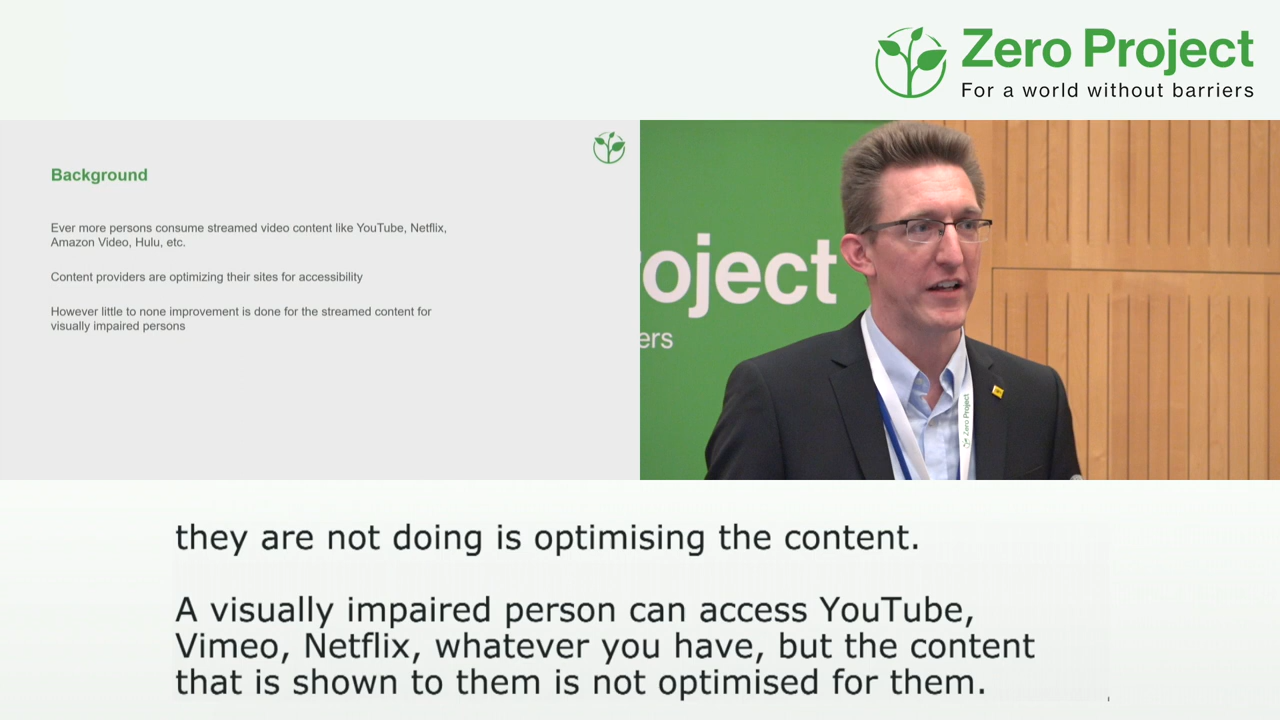 Zero Project
For a world without barriers
Background
Ever more persons consume streamed video content like YouTube, Netflix,
Amazon Video, Hulu, etc.
Content providers are optimizing their sites for accessibility
However little to none improvement is done for the streamed content for
visually impaired persons
oject
ers
Zero Project
they are not doing is optimising the content.
A visually impaired person can access YouTube,
Vimeo, Netflix, whatever you have, but the content
that is shown to them is not optimised for them.